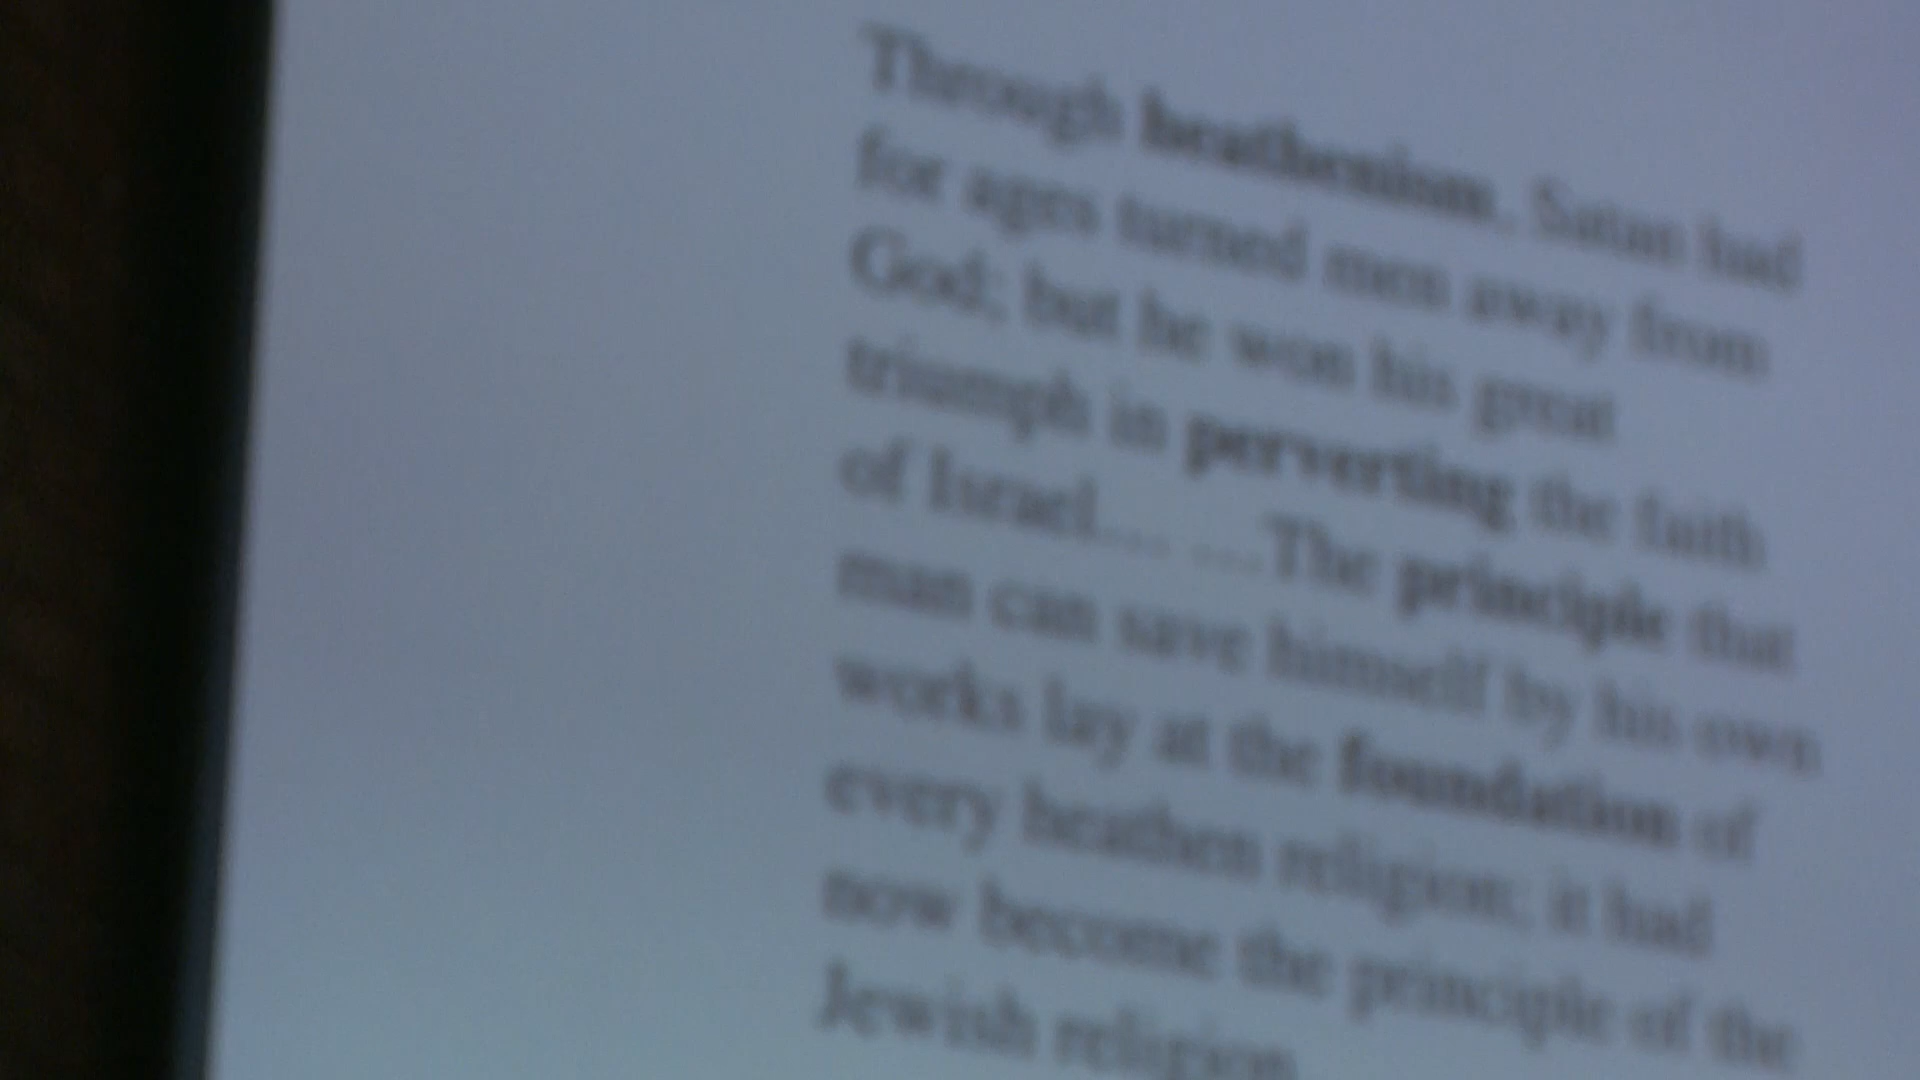 Through heathenism, Satan had
for ages turned men away from
God; but he won his great
triumph in perverting the faith
of Israel... ...The principle that
man can save himself by his own
works lay at the foundation of
every heathen religion; it had
now become the principle of the
Jewish religion